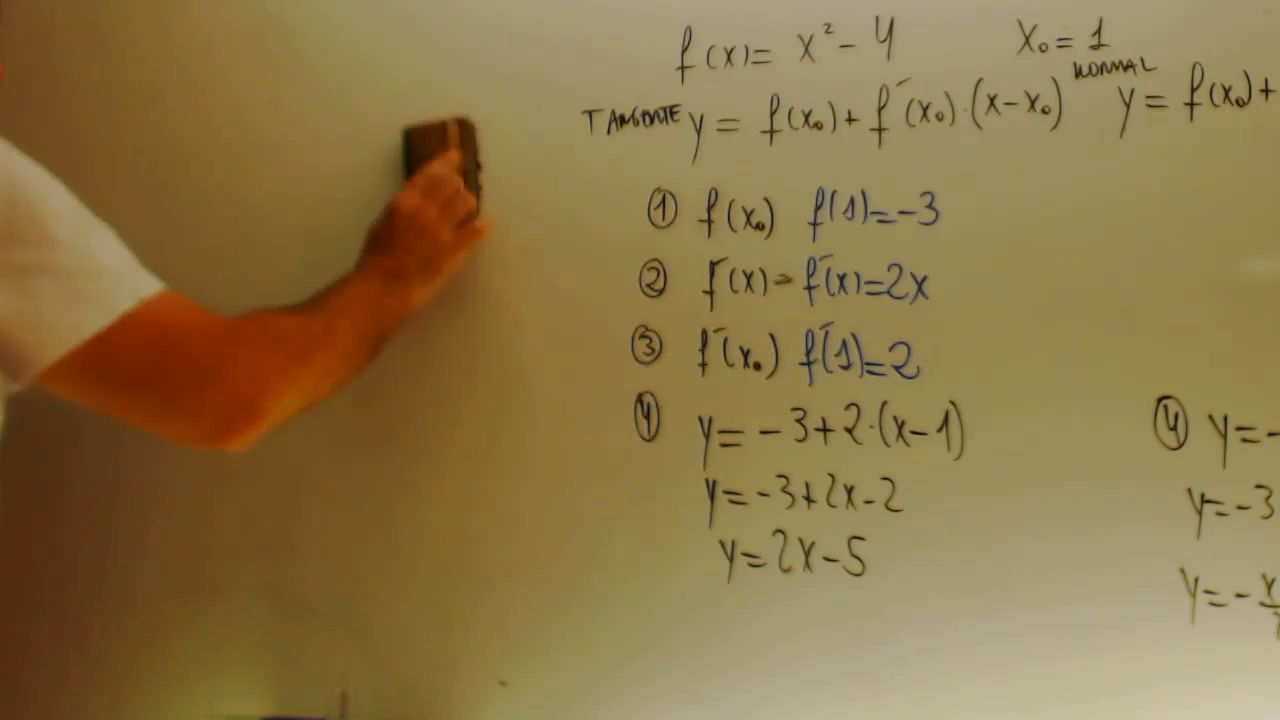 f(x)= x² - 4 x₀ = 1
TANGENTE y = f(x₀) + f´(x₀)·(x-x₀) NORMAL y = f(x₀) +
① f(x₀) f(1)=-3
② f´(x) → f´(x)=2x
③ f´(x₀) f´(1)=2
④ y= -3+2·(x-1) ④ y=-
y=-3+2x-2 y=-3
y=2x-5 y=-x/2